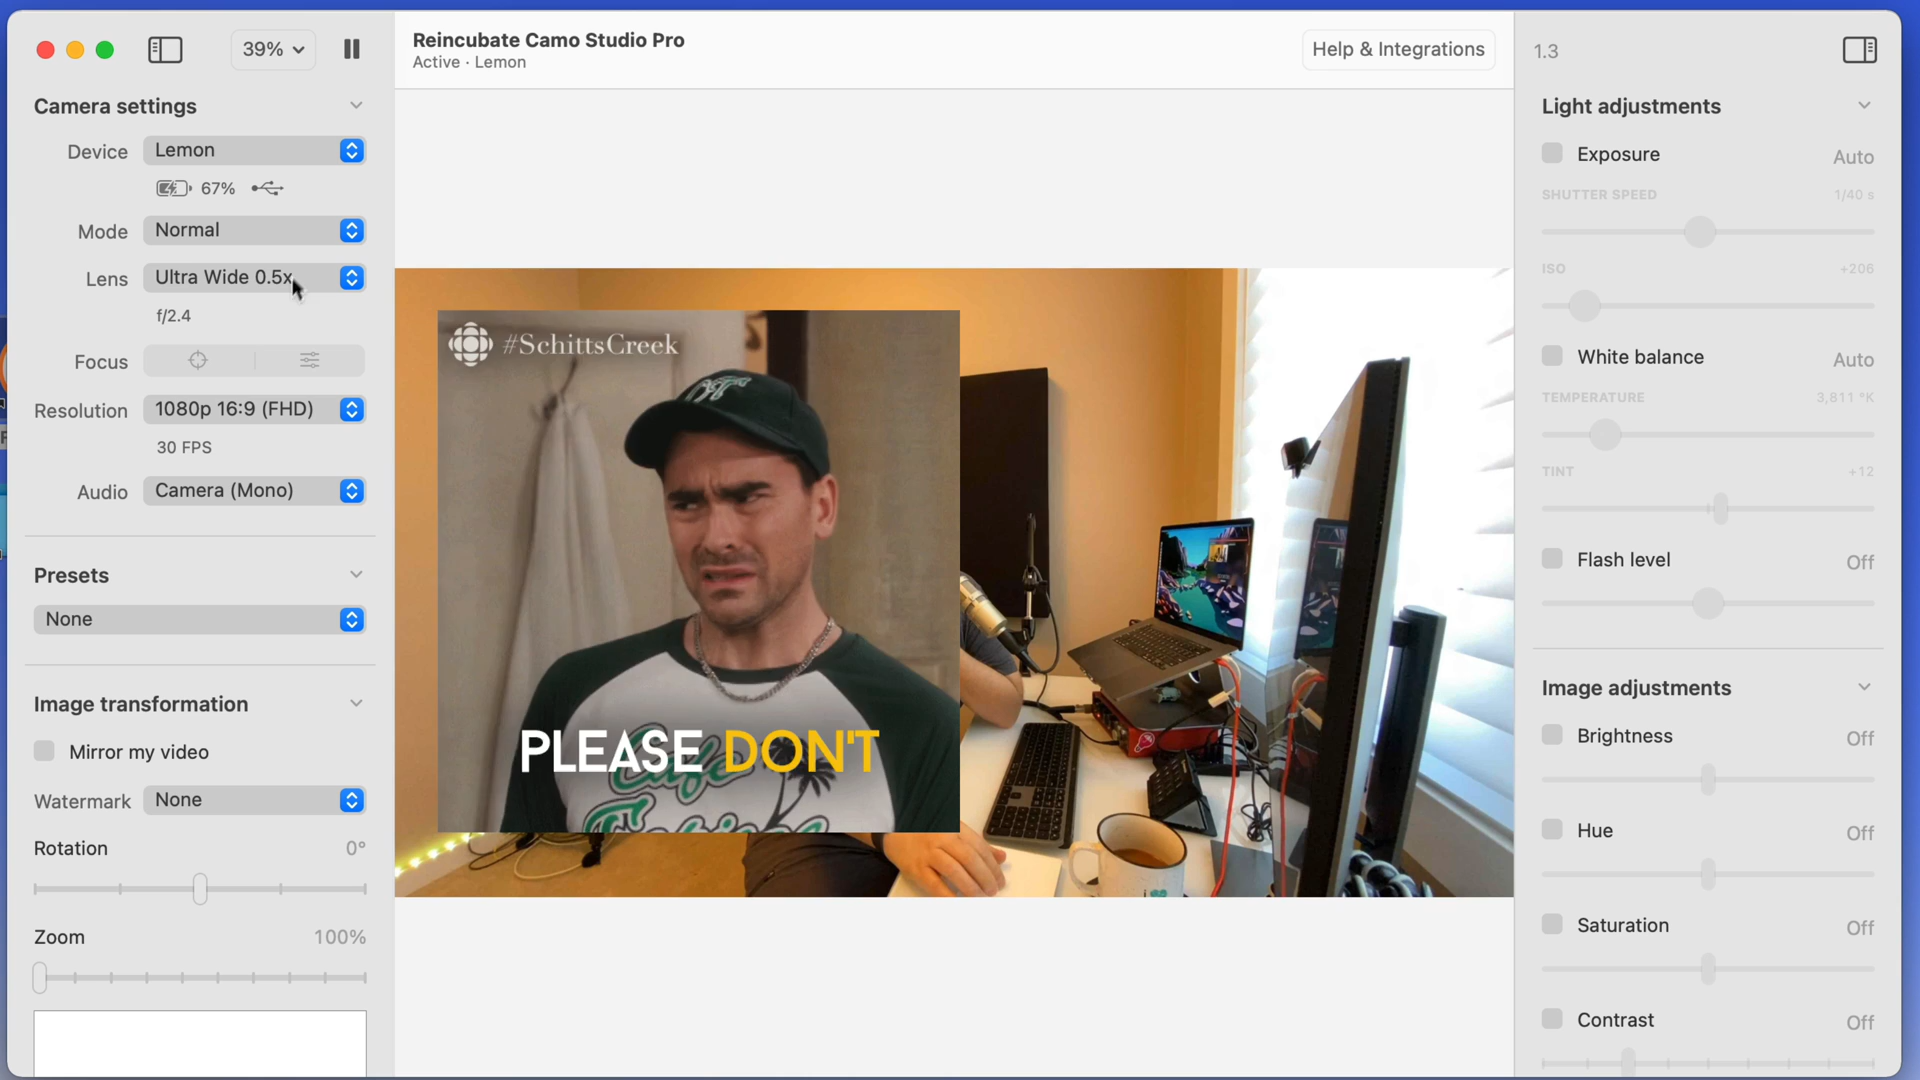 39%
Reincubate Camo Studio Pro
Active · Lemon
Help & Integrations
1.3
Camera settings
Device
Lemon
67%
Mode
Normal
Lens
Ultra Wide 0.5x
f/2.4
Focus
Resolution
1080p 16:9 (FHD)
30 FPS
Audio
Camera (Mono)
Presets
None
Image transformation
Mirror my video
Watermark
None
Rotation
0°
Zoom
100%
#SchittsCreek
PLEASE DON'T
Light adjustments
Exposure
Auto
SHUTTER SPEED
1/40 s
ISO
+206
White balance
Auto
TEMPERATURE
3,811 °K
TINT
+12
Flash level
Off
Image adjustments
Brightness
Off
Hue
Off
Saturation
Off
Contrast
Off